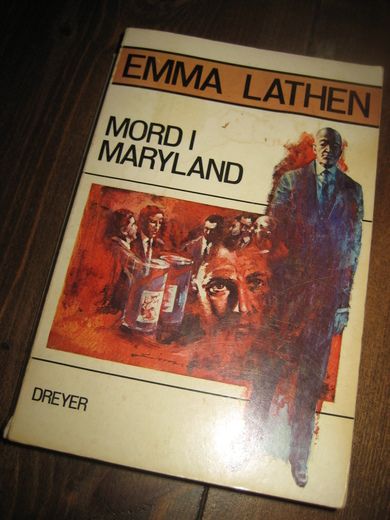 EMMA LATHEN
MORD I
MARYLAND
DREYER